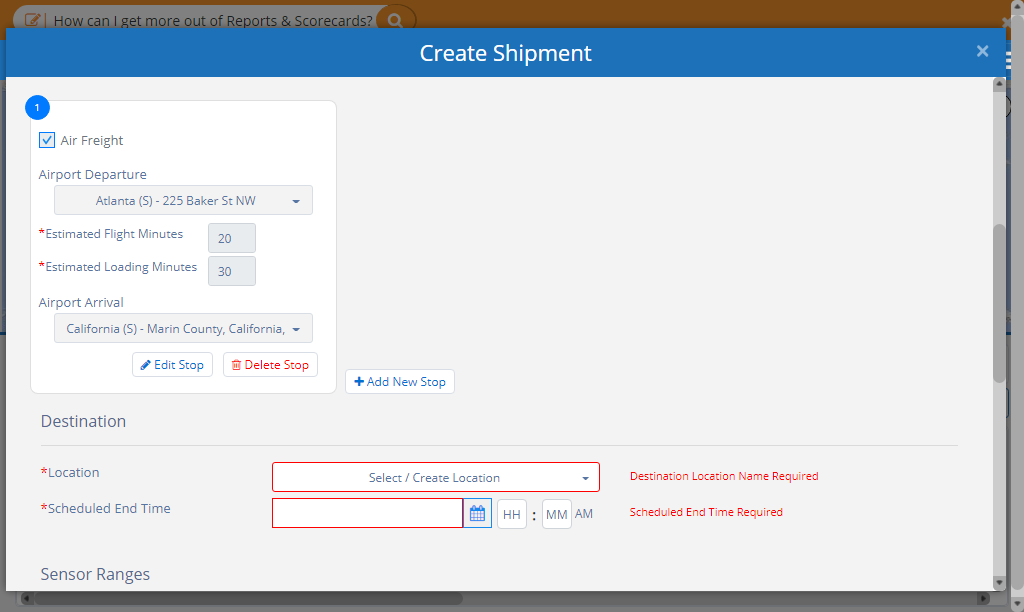 How can I get more out of Reports & Scorecards?
Create Shipment
×
1
Air Freight
Airport Departure
Atlanta (S) - 225 Baker St NW
*Estimated Flight Minutes
20
*Estimated Loading Minutes
30
Airport Arrival
California (S) - Marin County, California,
Edit Stop
Delete Stop
Add New Stop
Destination
*Location
Select / Create Location
Destination Location Name Required
*Scheduled End Time
HH : MM AM
Scheduled End Time Required
Sensor Ranges